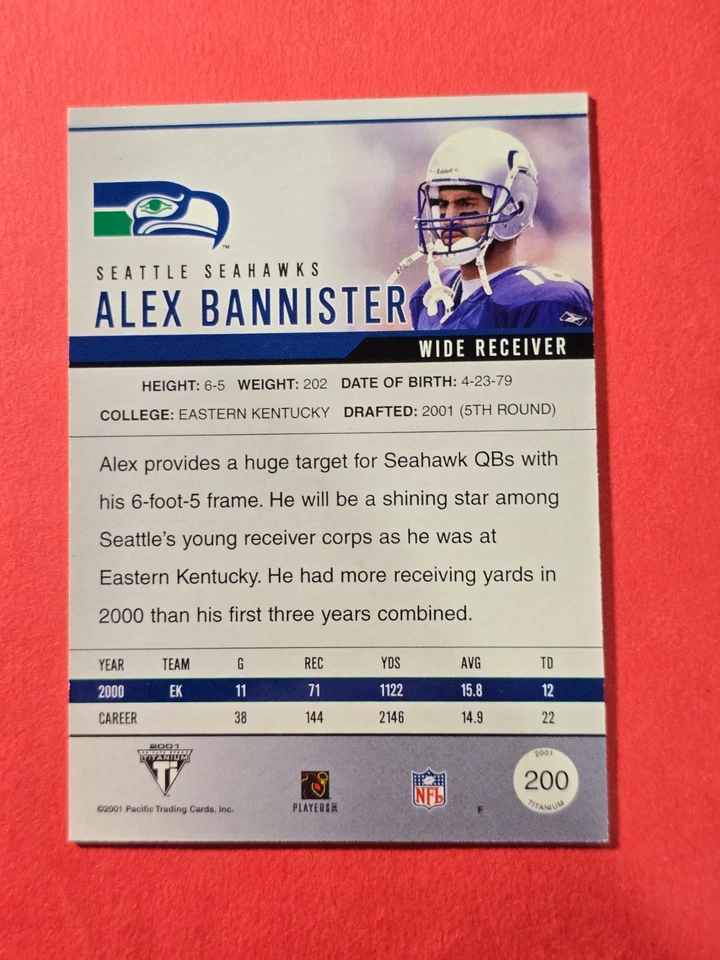 SEATTLE SEAHAWKS
ALEX BANNISTER
WIDE RECEIVER
HEIGHT: 6-5 WEIGHT: 202 DATE OF BIRTH: 4-23-79
COLLEGE: EASTERN KENTUCKY DRAFTED: 2001 (5TH ROUND)
Alex provides a huge target for Seahawk QBs with
his 6-foot-5 frame. He will be a shining star among
Seattle's young receiver corps as he was at
Eastern Kentucky. He had more receiving yards in
2000 than his first three years combined.
YEAR TEAM G REC YDS AVG TD
2000 EK 11 71 1122 15.8 12
CAREER 38 144 2146 14.9 22
2001
TITANIUM
TI
©2001 Pacific Trading Cards, Inc.
PLAYERS INC
NFL
F
2001
200
TITANIUM